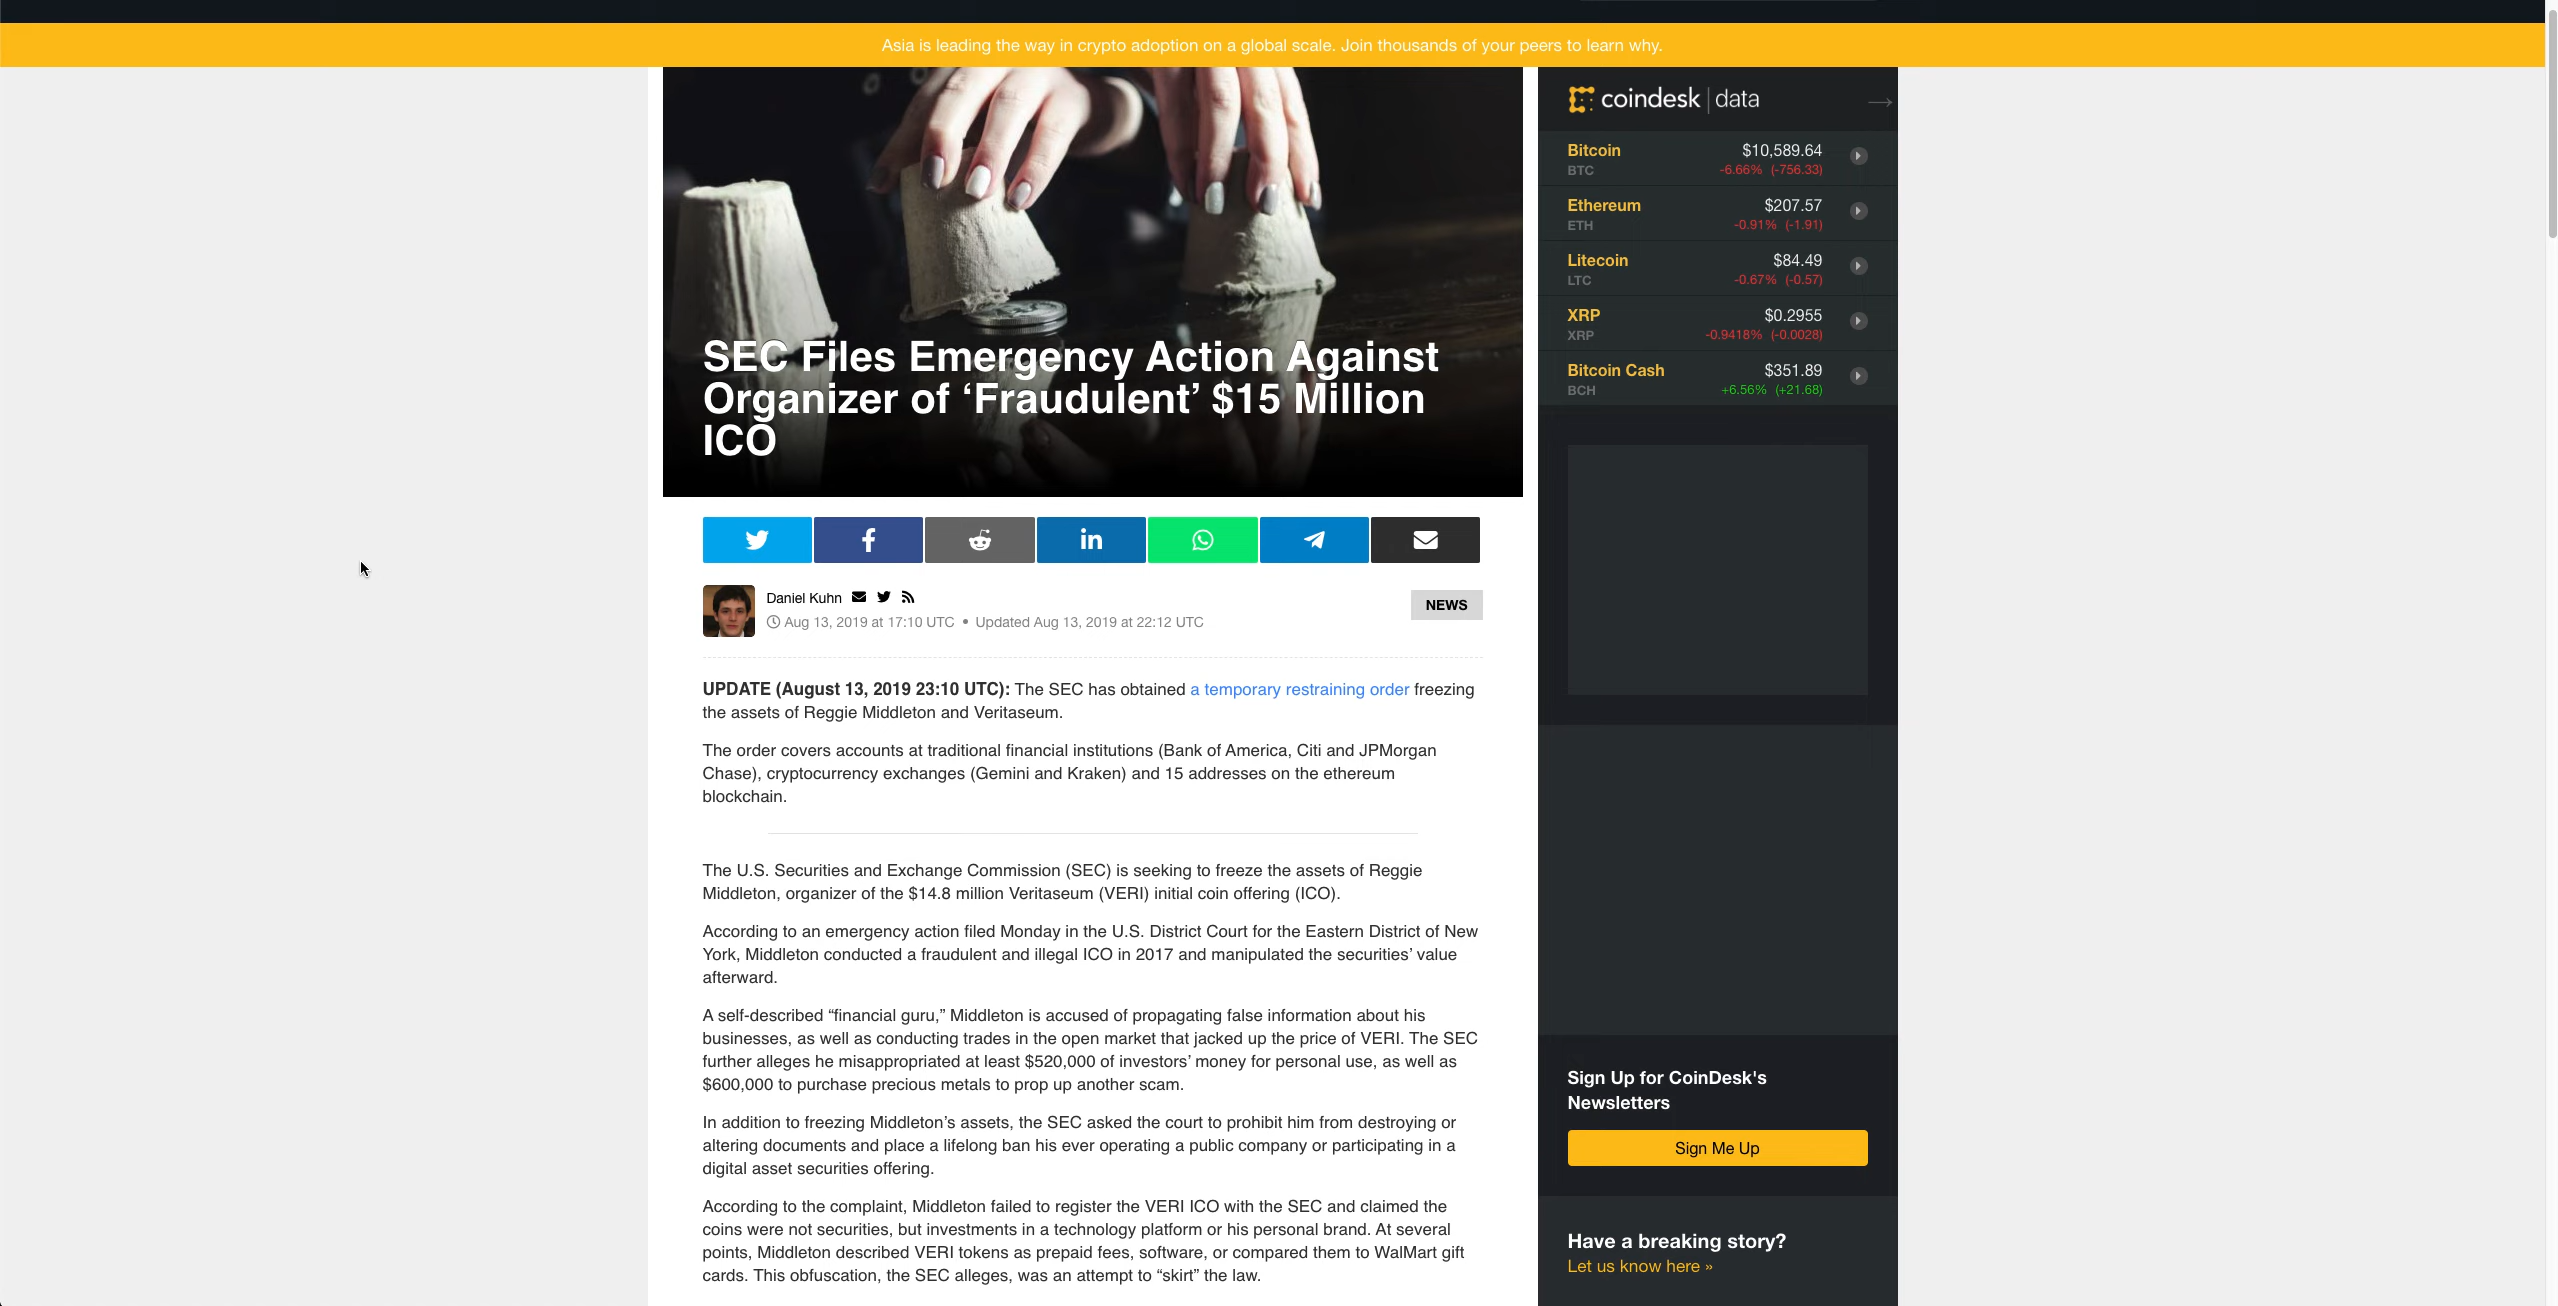 Asia is leading the way in crypto adoption on a global scale. Join thousands of your peers to learn why.
SEC Files Emergency Action Against
Organizer of ‘Fraudulent’ $15 Million
ICO
Daniel Kuhn
Aug 13, 2019 at 17:10 UTC • Updated Aug 13, 2019 at 22:12 UTC
NEWS
UPDATE (August 13, 2019 23:10 UTC): The SEC has obtained a temporary restraining order freezing
the assets of Reggie Middleton and Veritaseum.
The order covers accounts at traditional financial institutions (Bank of America, Citi and JPMorgan
Chase), cryptocurrency exchanges (Gemini and Kraken) and 15 addresses on the ethereum
blockchain.
The U.S. Securities and Exchange Commission (SEC) is seeking to freeze the assets of Reggie
Middleton, organizer of the $14.8 million Veritaseum (VERI) initial coin offering (ICO).
According to an emergency action filed Monday in the U.S. District Court for the Eastern District of New
York, Middleton conducted a fraudulent and illegal ICO in 2017 and manipulated the securities’ value
afterward.
A self-described “financial guru,” Middleton is accused of propagating false information about his
businesses, as well as conducting trades in the open market that jacked up the price of VERI. The SEC
further alleges he misappropriated at least $520,000 of investors’ money for personal use, as well as
$600,000 to purchase precious metals to prop up another scam.
In addition to freezing Middleton’s assets, the SEC asked the court to prohibit him from destroying or
altering documents and place a lifelong ban his ever operating a public company or participating in a
digital asset securities offering.
According to the complaint, Middleton failed to register the VERI ICO with the SEC and claimed the
coins were not securities, but investments in a technology platform or his personal brand. At several
points, Middleton described VERI tokens as prepaid fees, software, or compared them to WalMart gift
cards. This obfuscation, the SEC alleges, was an attempt to “skirt” the law.
coindesk | data →
Bitcoin $10,589.64
BTC -6.66% (-756.33)
Ethereum $207.57
ETH -0.91% (-1.91)
Litecoin $84.49
LTC -0.67% (-0.57)
XRP $0.2955
XRP -0.9418% (-0.0028)
Bitcoin Cash $351.89
BCH +6.56% (+21.68)
Sign Up for CoinDesk's
Newsletters
Sign Me Up
Have a breaking story?
Let us know here »